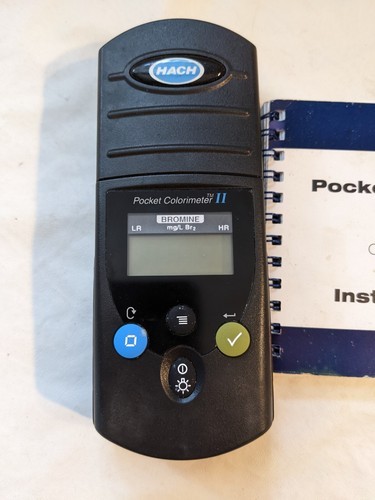 HACH
Pocket Colorimeter™ II
BROMINE
LR mg/L Br₂ HR
Pocke
Inst